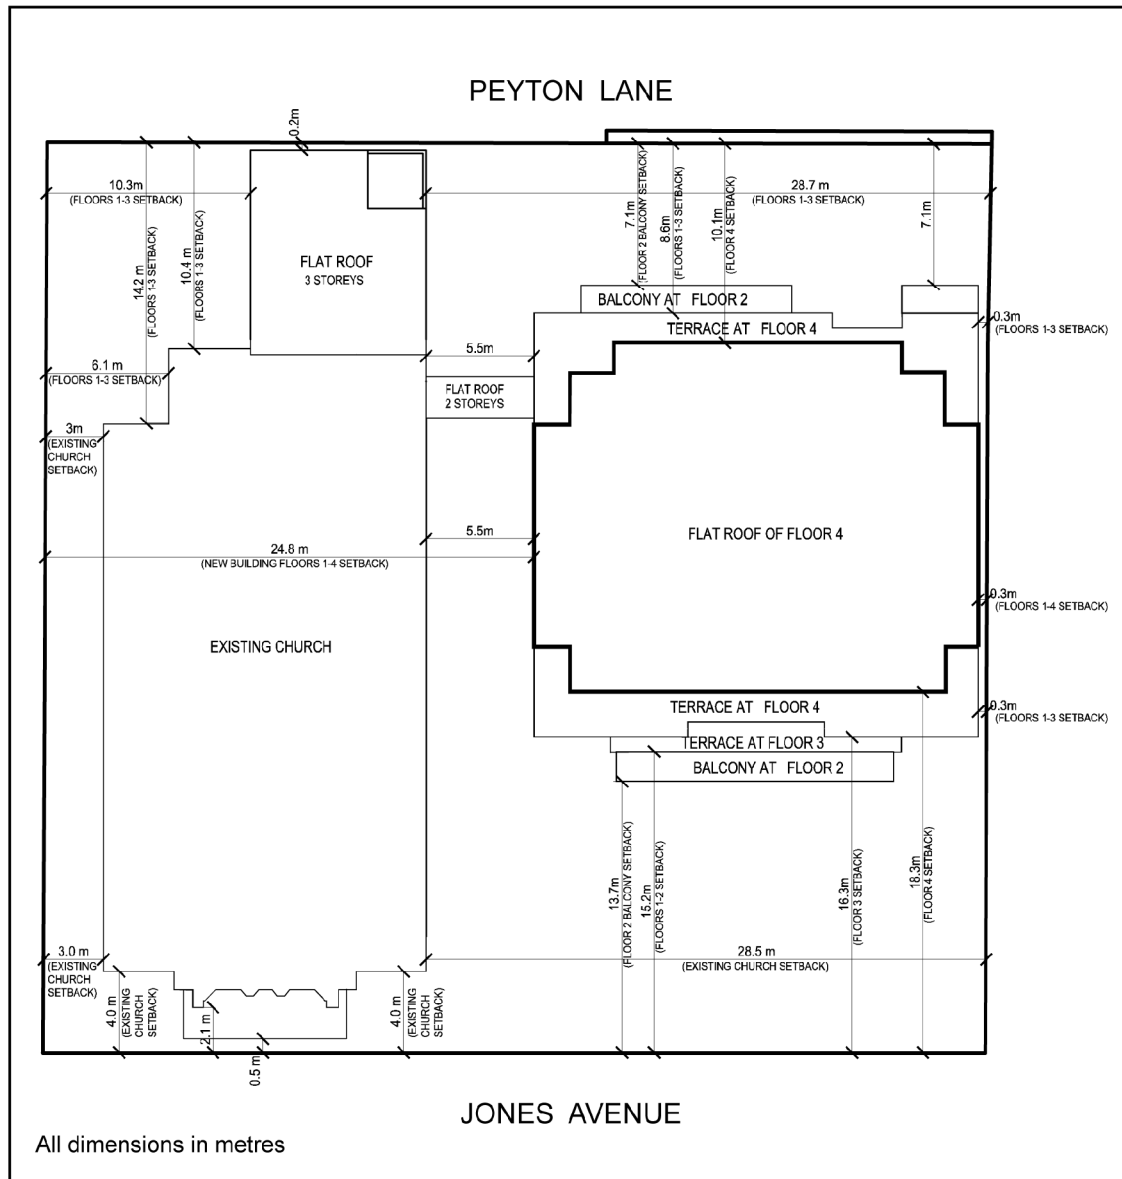 PEYTON LANE
0.2m
10.3m
(FLOORS 1-3 SETBACK)
28.7 m
(FLOORS 1-3 SETBACK)
14.2 m
(FLOORS 1-3 SETBACK)
10.4 m
(FLOORS 1-3 SETBACK)
7.1m
(FLOOR 2 BALCONY SETBACK)
8.6m
(FLOORS 1-3 SETBACK)
10.1m
(FLOOR 4 SETBACK)
7.1m
FLAT ROOF
3 STOREYS
BALCONY AT FLOOR 2
TERRACE AT FLOOR 4
0.3m
(FLOORS 1-3 SETBACK)
6.1 m
(FLOORS 1-3 SETBACK)
5.5m
FLAT ROOF
2 STOREYS
3m
(EXISTING
CHURCH
SETBACK)
5.5m
FLAT ROOF OF FLOOR 4
24.8 m
(NEW BUILDING FLOORS 1-4 SETBACK)
0.3m
(FLOORS 1-4 SETBACK)
EXISTING CHURCH
TERRACE AT FLOOR 4
0.3m
(FLOORS 1-3 SETBACK)
TERRACE AT FLOOR 3
BALCONY AT FLOOR 2
13.7m
(FLOOR 2 BALCONY SETBACK)
15.2m
(FLOORS 1-2 SETBACK)
16.3m
(FLOOR 3 SETBACK)
18.3m
(FLOOR 4 SETBACK)
3.0 m
(EXISTING
CHURCH
SETBACK)
28.5 m
(EXISTING CHURCH SETBACK)
4.0 m
(EXISTING
CHURCH
SETBACK)
2.1 m
0.5 m
4.0 m
(EXISTING
CHURCH
SETBACK)
JONES AVENUE
All dimensions in metres